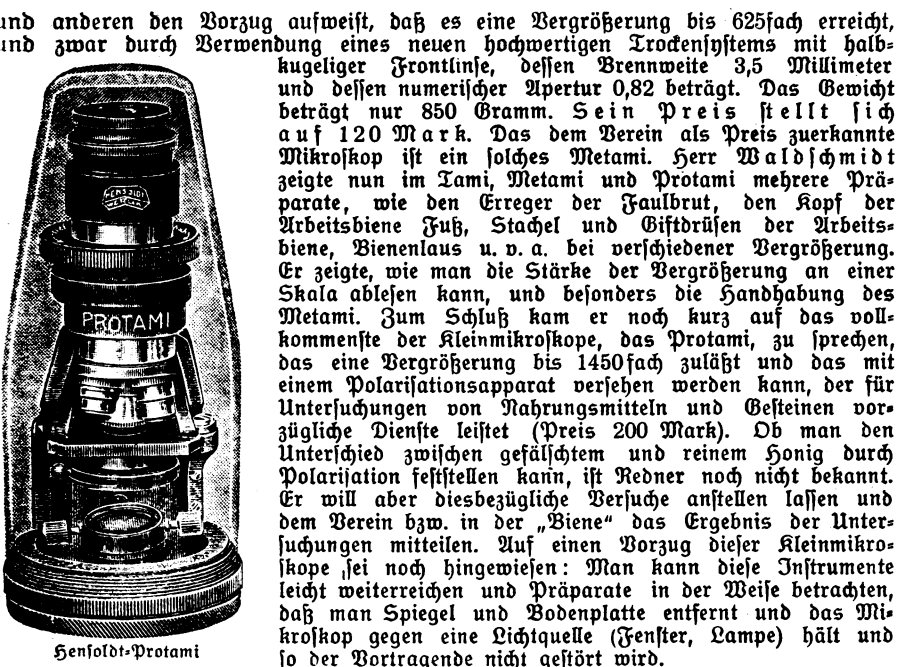 und anderen den Vorzug aufweist, daß es eine Vergrößerung bis 625fach erreicht,
und zwar durch Verwendung eines neuen hochwertigen Trockensystems mit halb-
kugeliger Frontlinse, dessen Brennweite 3,5 Millimeter
und dessen numerischer Apertur 0,82 beträgt. Das Gewicht
beträgt nur 850 Gramm. Sein Preis stellt sich
auf 120 Mark. Das dem Verein als Preis zuerkannte
Mikroskop ist ein solches Metami. Herr Waldschmidt
zeigte nun im Tami, Metami und Protami mehrere Prä-
parate, wie den Erreger der Faulbrut, den Kopf der
Arbeitsbiene Fuß, Stachel und Giftdrüsen der Arbeits-
biene, Bienenlaus u. v. a. bei verschiedener Vergrößerung.
Er zeigte, wie man die Stärke der Vergrößerung an einer
Skala ablesen kann, und besonders die Handhabung des
Metami. Zum Schluß kam er noch kurz auf das voll-
kommenste der Kleinmikroskope, das Protami, zu sprechen,
das eine Vergrößerung bis 1450fach zuläßt und das mit
einem Polarisationsapparat versehen werden kann, der für
Untersuchungen von Nahrungsmitteln und Gesteinen vor-
zügliche Dienste leistet (Preis 200 Mark). Ob man den
Unterschied zwischen gefälschtem und reinem Honig durch
Polarisation feststellen kann, ist Redner noch nicht bekannt.
Er will aber diesbezügliche Versuche anstellen lassen und
dem Verein bzw. in der „Biene“ das Ergebnis der Unter-
suchungen mitteilen. Auf einen Vorzug dieser Kleinmikro-
skope sei noch hingewiesen: Man kann diese Instrumente
leicht weiterreichen und Präparate in der Weise betrachten,
daß man Spiegel und Bodenplatte entfernt und das Mi-
kroskop gegen eine Lichtquelle (Fenster, Lampe) hält und
so der Vortragende nicht gestört wird.
HENSOLDT
WETZLAR
PROTAMI
Hensoldt-Protami